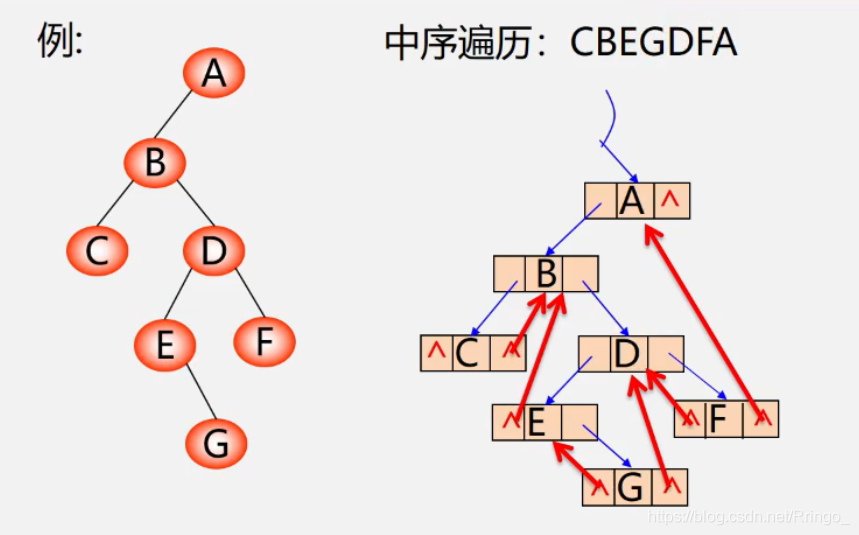 例:
中序遍历：CBEGDFA
A
B
C
D
E
F
G
A ^
B
^ C ^
D
^ E
^ F ^
^ G ^
https://blog.csdn.net/Rringo_